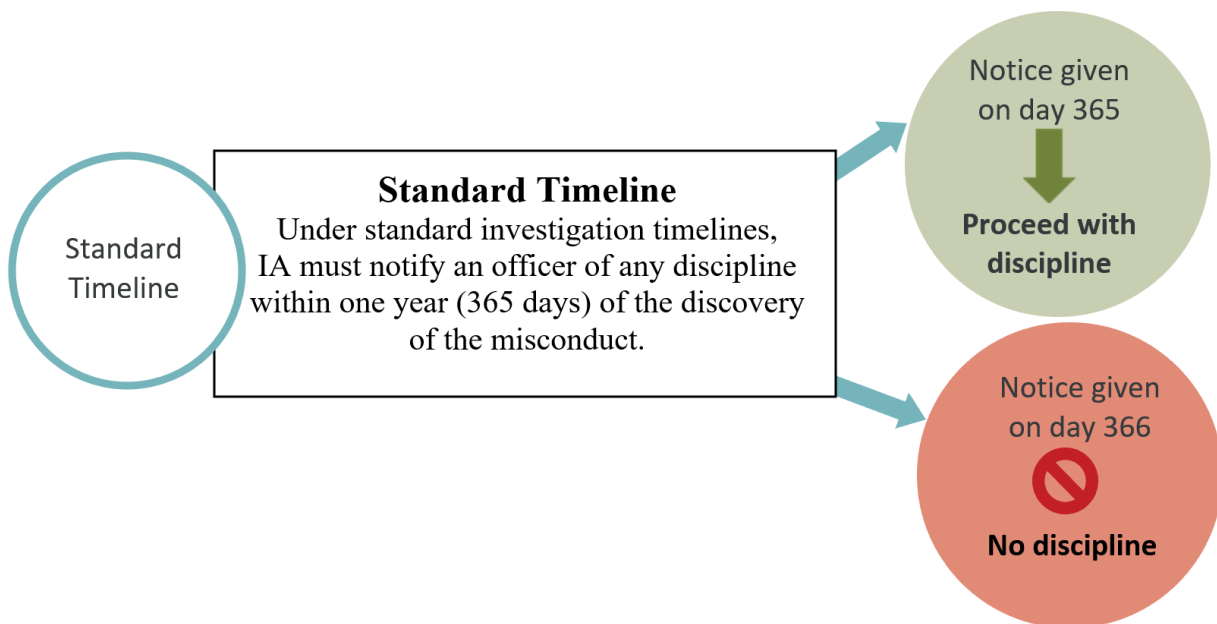 Standard
Timeline
Standard Timeline
Under standard investigation timelines,
IA must notify an officer of any discipline
within one year (365 days) of the discovery
of the misconduct.
Notice given
on day 365
Proceed with
discipline
Notice given
on day 366
No discipline